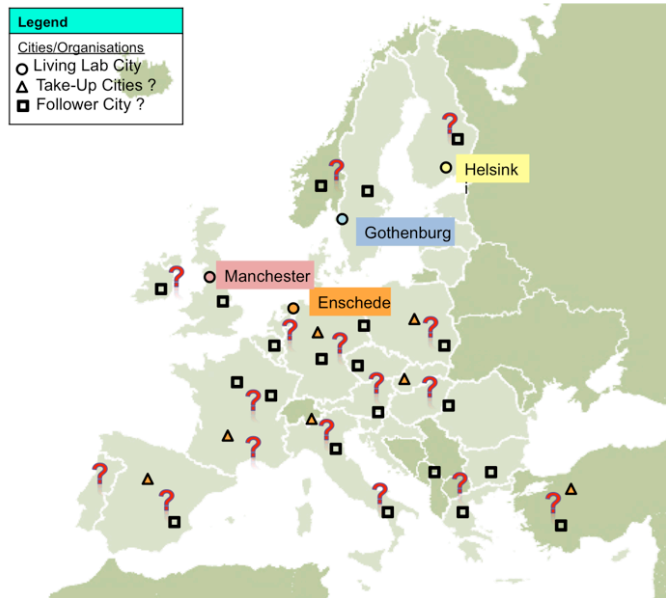 Legend
Cities/Organisations
Living Lab City
Take-Up Cities ?
Follower City ?
?
?
Helsink
i
Gothenburg
?
Manchester
Enschede
?
?
?
?
?
?
?
?
?
?
?
?
?